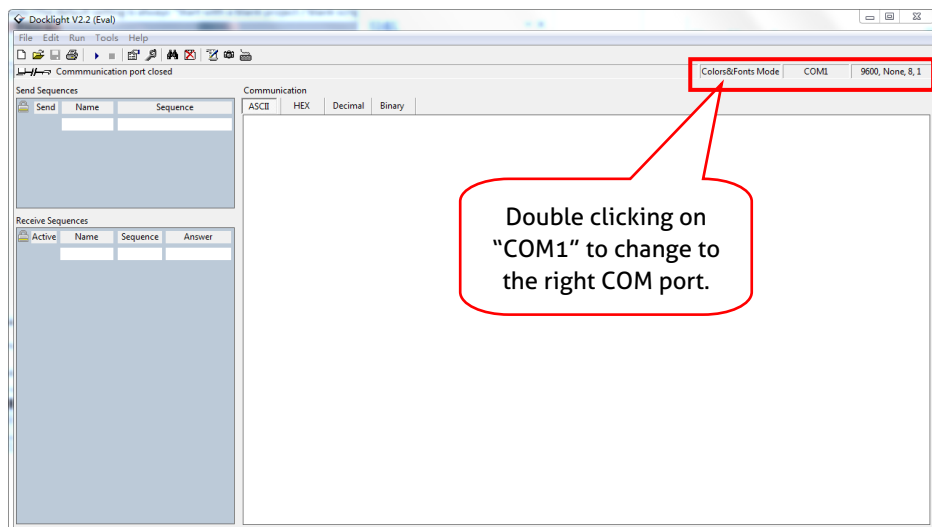 Docklight V2.2 (Eval)
File Edit Run Tools Help
Commmunication port closed
Colors&Fonts Mode COM1 9600, None, 8, 1
Send Sequences
Send Name Sequence
Communication
ASCII HEX Decimal Binary
Double clicking on
“COM1” to change to
the right COM port.
Receive Sequences
Active Name Sequence Answer